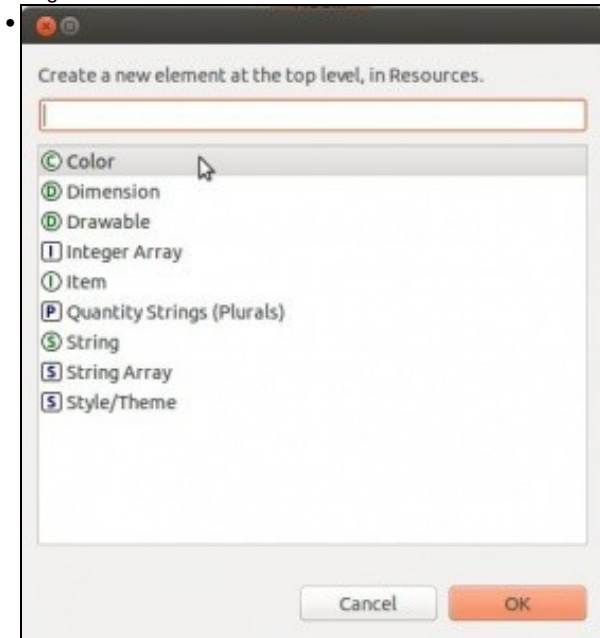 Create a new element at the top level, in Resources.
C Color
D Dimension
D Drawable
I Integer Array
I Item
P Quantity Strings (Plurals)
S String
S String Array
S Style/Theme
Cancel OK